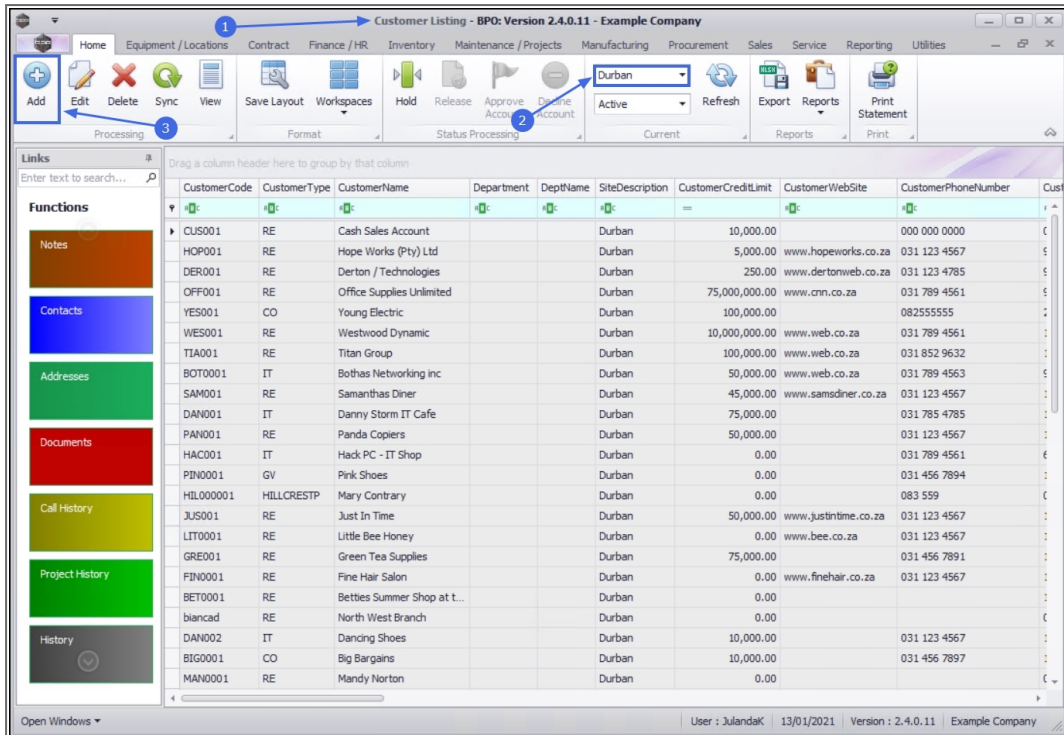 1
Customer Listing - BPO: Version 2.4.0.11 - Example Company
Home Equipment / Locations Contract Finance / HR Inventory Maintenance / Projects Manufacturing Procurement Sales Service Reporting Utilities
Add Edit Delete Sync View Save Layout Workspaces Hold Release Approve Account Decline Account Durban Active Refresh Export Reports Print Statement
2
3
Processing Format Status Processing Current Reports Print
Links
Enter text to search...
Functions
Notes
Contacts
Addresses
Documents
Call History
Project History
History
Drag a column header here to group by that column
CustomerCode CustomerType CustomerName Department DeptName SiteDescription CustomerCreditLimit CustomerWebSite CustomerPhoneNumber Cust
CUS001 RE Cash Sales Account Durban 10,000.00 000 000 0000
HOP001 RE Hope Works (Pty) Ltd Durban 5,000.00 www.hopeworks.co.za 031 123 4567
DER001 RE Derton / Technologies Durban 250.00 www.dertonweb.co.za 031 123 4785
OFF001 RE Office Supplies Unlimited Durban 75,000,000.00 www.cnn.co.za 031 789 4561
YES001 CO Young Electric Durban 100,000.00 082555555
WES001 RE Westwood Dynamic Durban 10,000,000.00 www.web.co.za 031 789 4561
TIA001 RE Titan Group Durban 100,000.00 www.web.co.za 031 852 9632
BOT0001 IT Bothas Networking inc Durban 50,000.00 www.web.co.za 031 789 4563
SAM001 RE Samanthas Diner Durban 45,000.00 www.samsdiner.co.za 031 123 4567
DAN001 IT Danny Storm IT Cafe Durban 75,000.00 031 785 4785
PAN001 RE Panda Copiers Durban 50,000.00 031 123 4567
HAC001 IT Hack PC - IT Shop Durban 0.00 031 789 4561
PIN0001 GV Pink Shoes Durban 0.00 031 456 7894
HIL000001 HILLCRESTP Mary Contrary Durban 0.00 083 559
JUS001 RE Just In Time Durban 50,000.00 www.justintime.co.za 031 123 4567
LIT0001 RE Little Bee Honey Durban 0.00 www.bee.co.za 031 123 4567
GRE001 RE Green Tea Supplies Durban 75,000.00 031 456 7891
FIN0001 RE Fine Hair Salon Durban 0.00 www.finehair.co.za 031 123 4567
BET0001 RE Betties Summer Shop at t... Durban 0.00
biancad RE North West Branch Durban 0.00
DAN002 IT Dancing Shoes Durban 10,000.00 031 123 4567
BIG0001 CO Big Bargains Durban 10,000.00 031 456 7897
MAN0001 RE Mandy Norton Durban 0.00
Open Windows User : JulandaK 13/01/2021 Version : 2.4.0.11 Example Company